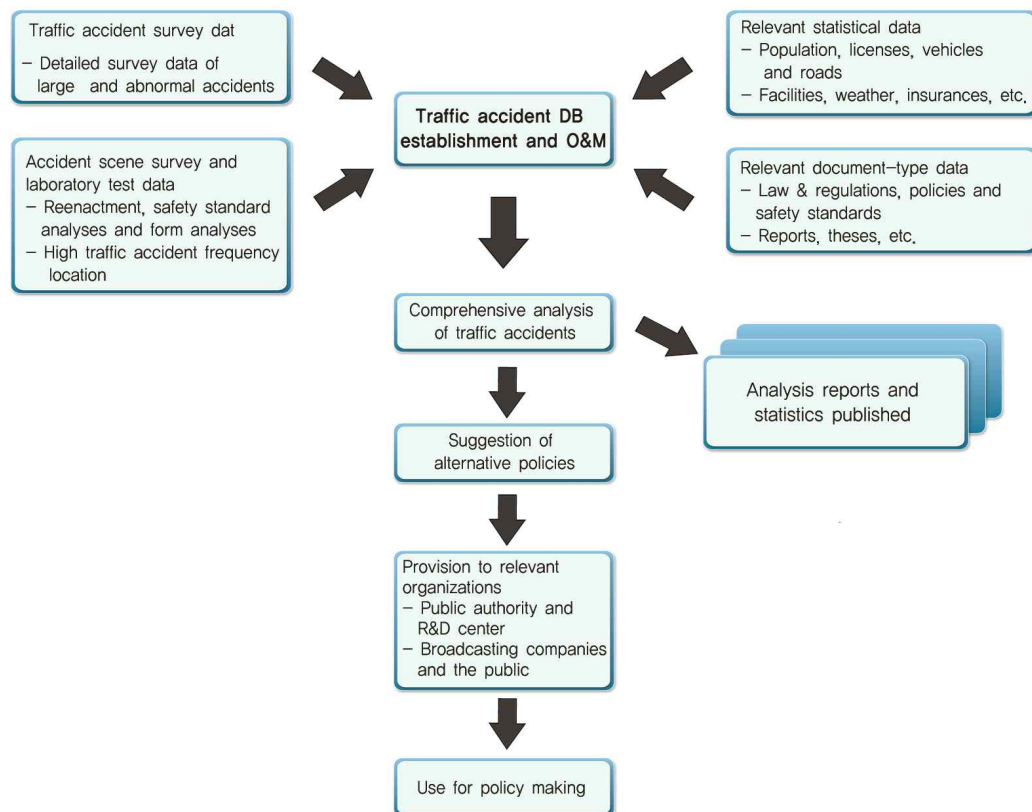 Traffic accident survey dat
- Detailed survey data of
large and abnormal accidents
Accident scene survey and
laboratory test data
- Reenactment, safety standard
analyses and form analyses
- High traffic accident frequency
location
Traffic accident DB
establishment and O&M
Relevant statistical data
- Population, licenses, vehicles
and roads
- Facilities, weather, insurances, etc.
Relevant document-type data
- Law & regulations, policies and
safety standards
- Reports, theses, etc.
Comprehensive analysis
of traffic accidents
Analysis reports and
statistics published
Suggestion of
alternative policies
Provision to relevant
organizations
- Public authority and
R&D center
- Broadcasting companies
and the public
Use for policy making